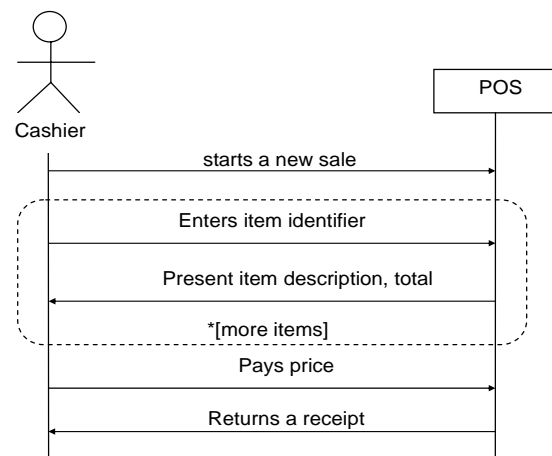 POS
Cashier
starts a new sale
Enters item identifier
Present item description, total
*[more items]
Pays price
Returns a receipt